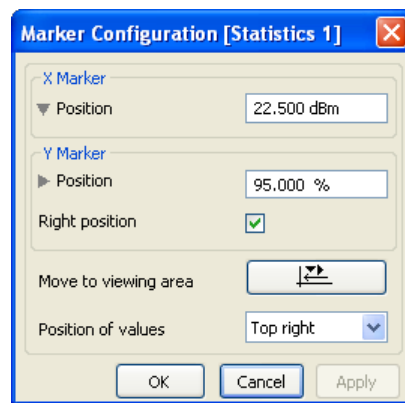 Marker Configuration [Statistics 1]
X Marker
Position 22.500 dBm
Y Marker
Position 95.000 %
Right position
Move to viewing area
Position of values Top right
OK Cancel Apply